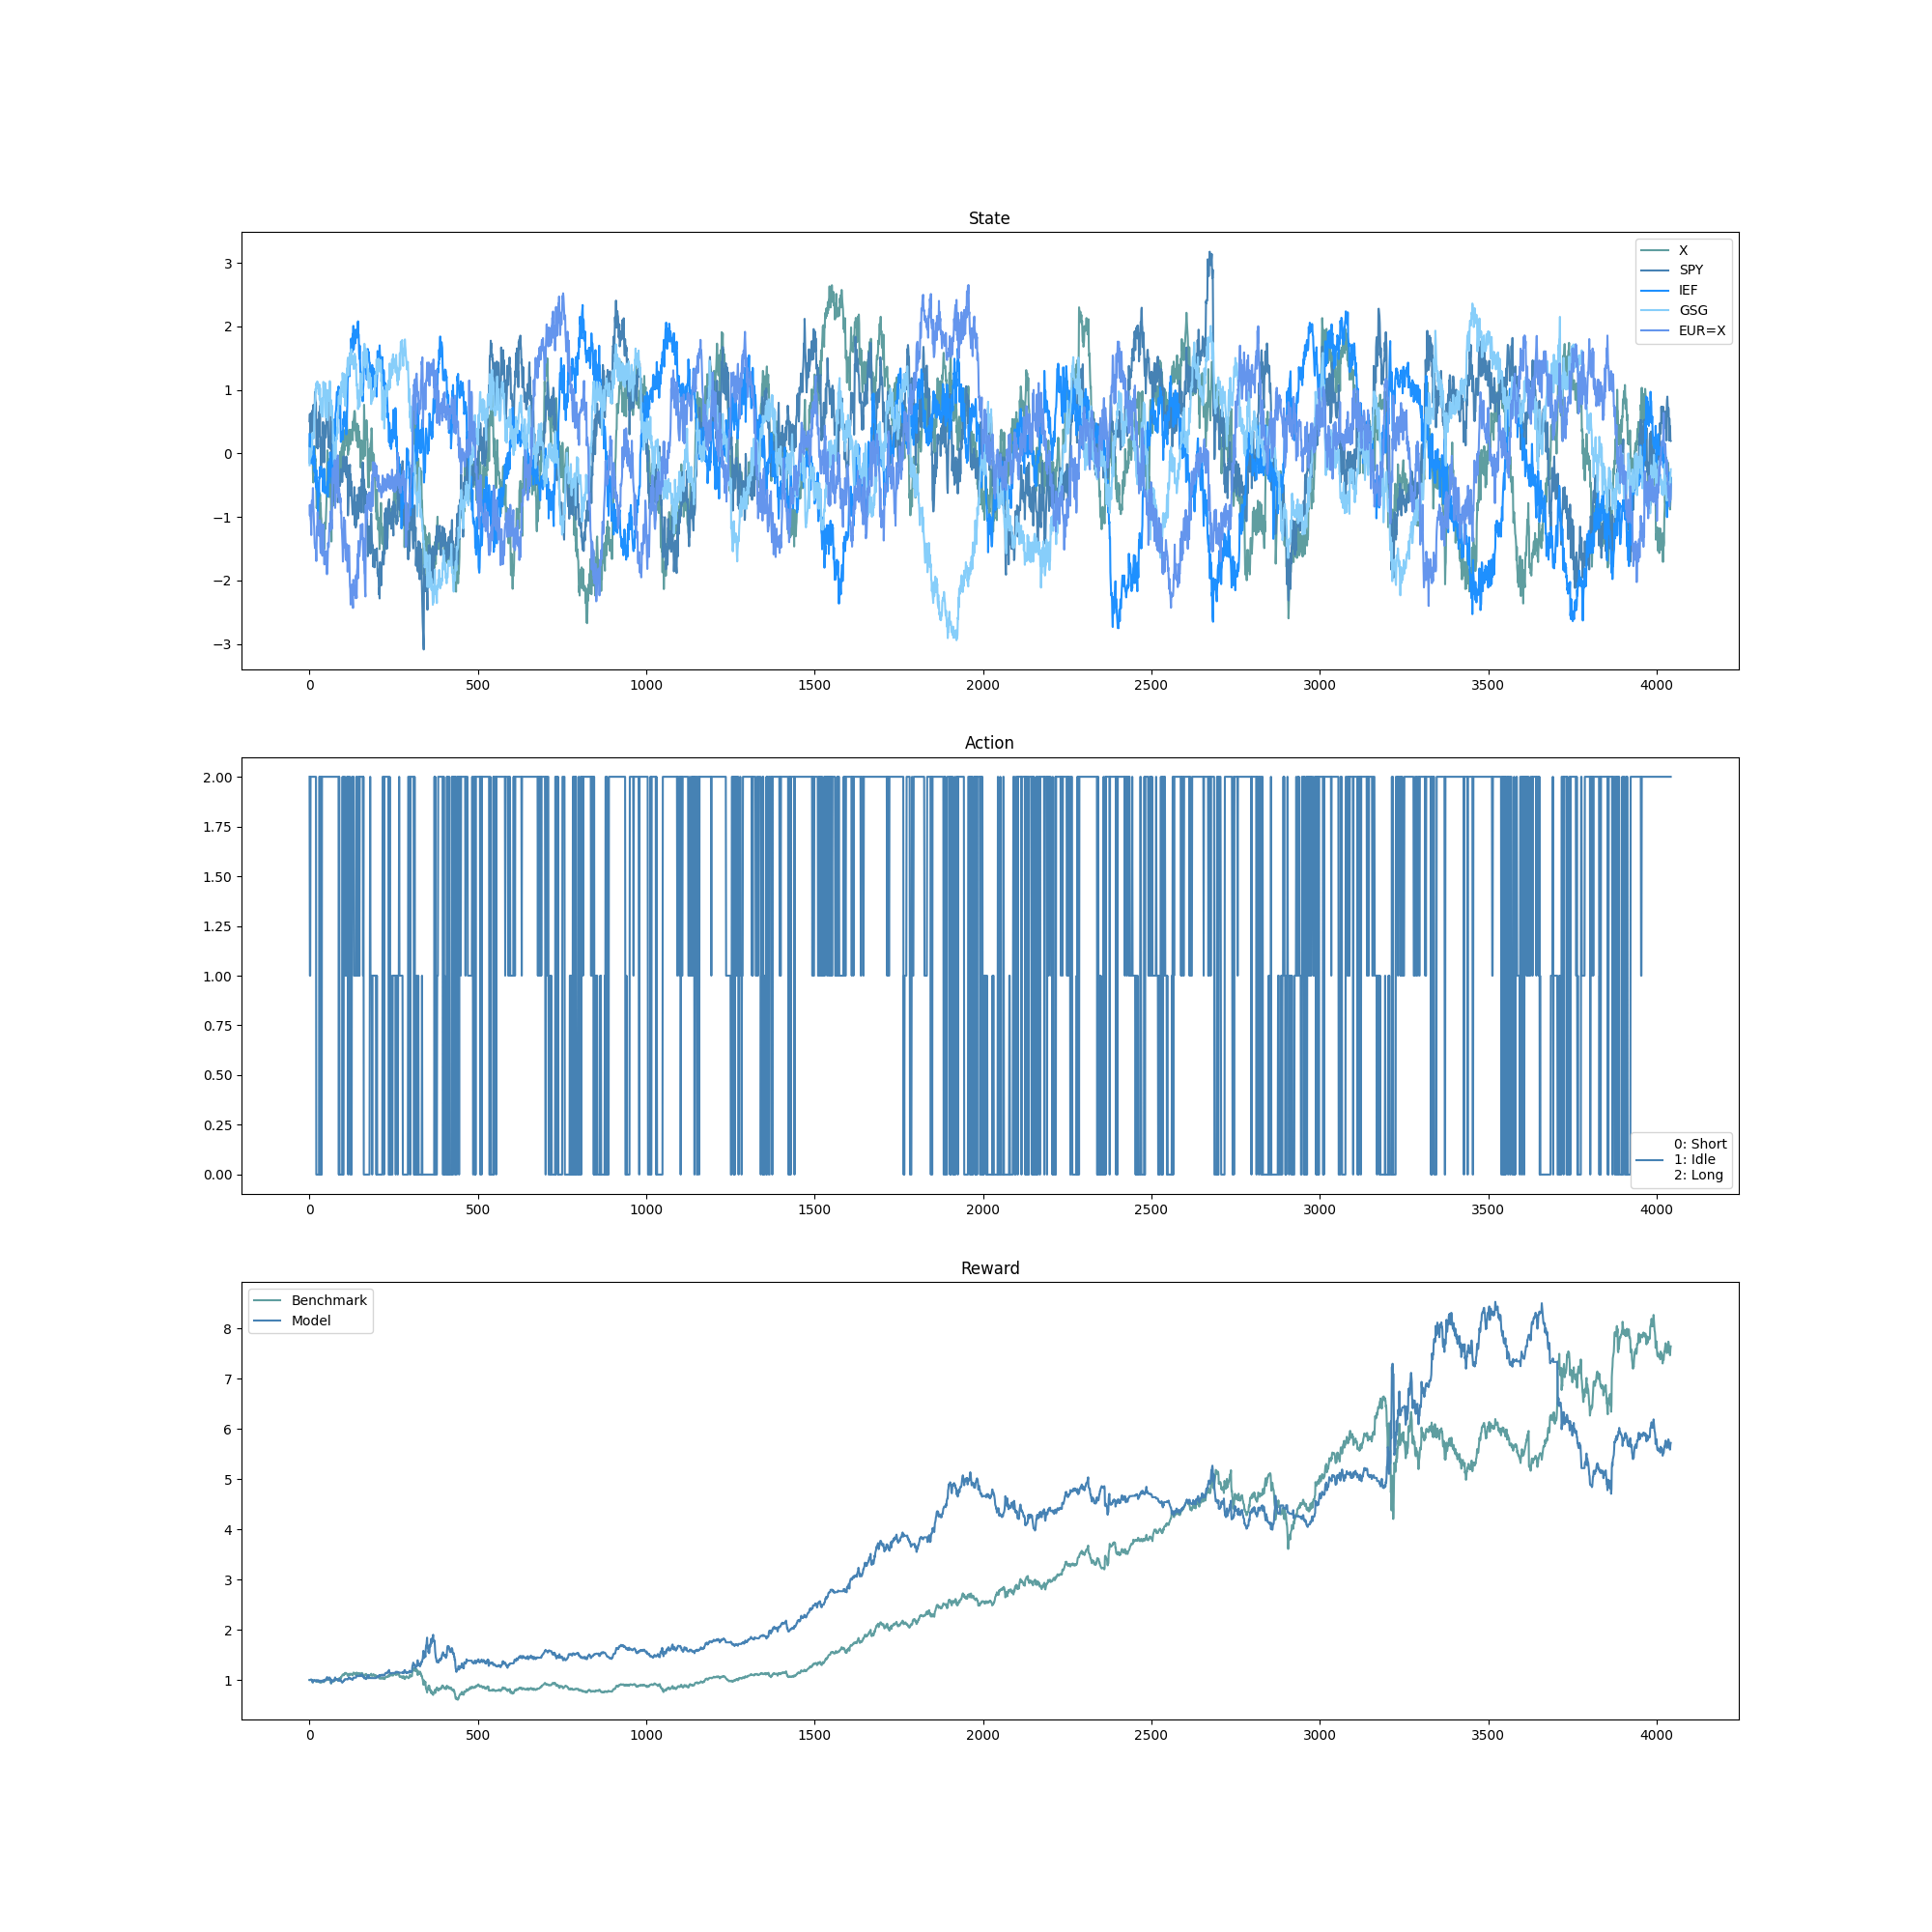 State
3
2
1
0
−1
−2
−3
X
SPY
IEF
GSG
EUR=X
0 500 1000 1500 2000 2500 3000 3500 4000
Action
2.00
1.75
1.50
1.25
1.00
0.75
0.50
0.25
0.00
0: Short
1: Idle
2: Long
0 500 1000 1500 2000 2500 3000 3500 4000
Reward
Benchmark
Model
8
7
6
5
4
3
2
1
0 500 1000 1500 2000 2500 3000 3500 4000